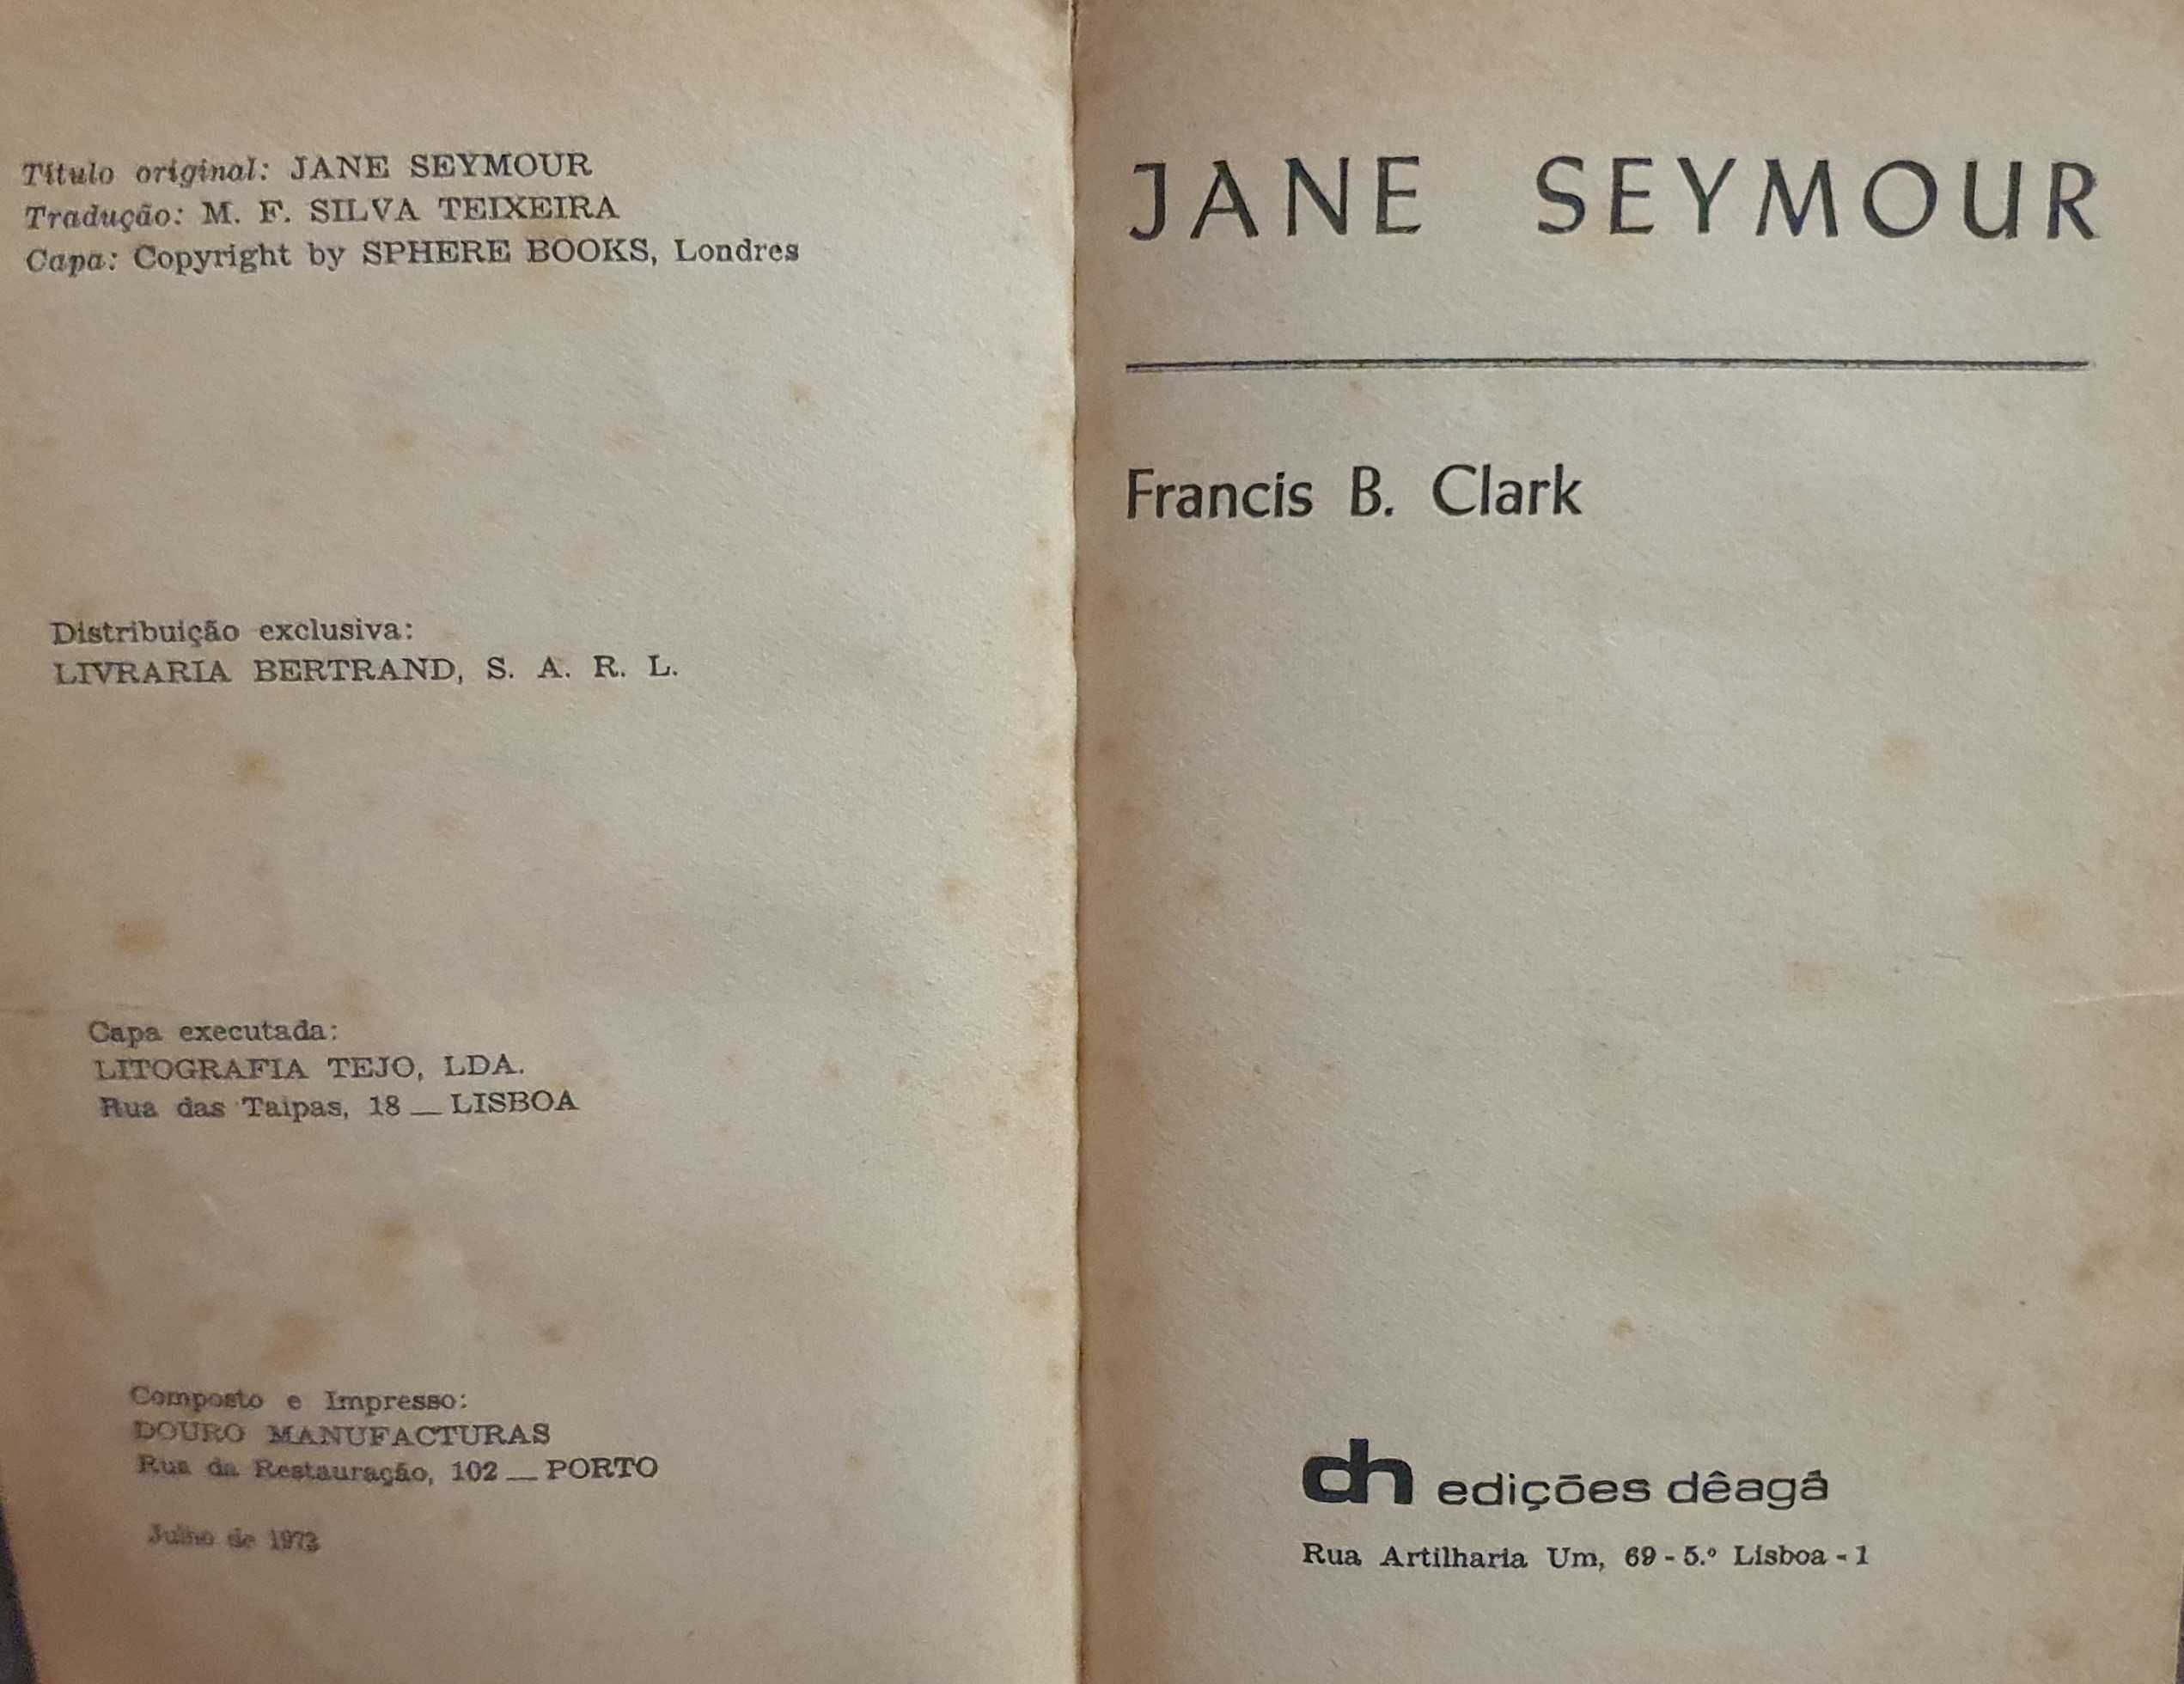 Título original: JANE SEYMOUR
Tradução: M. F. SILVA TEIXEIRA
Capa: Copyright by SPHERE BOOKS, Londres
Distribuição exclusiva:
LIVRARIA BERTRAND, S. A. R. L.
Capa executada:
LITOGRAFIA TEJO, LDA.
Rua das Taipas, 18 — LISBOA
Composto e Impresso:
DOURO MANUFACTURAS
Rua da Restauração, 102 — PORTO
Julho de 1973
JANE SEYMOUR
Francis B. Clark
dh edições dêagá
Rua Artilharia Um, 69 - 5.º Lisboa - 1